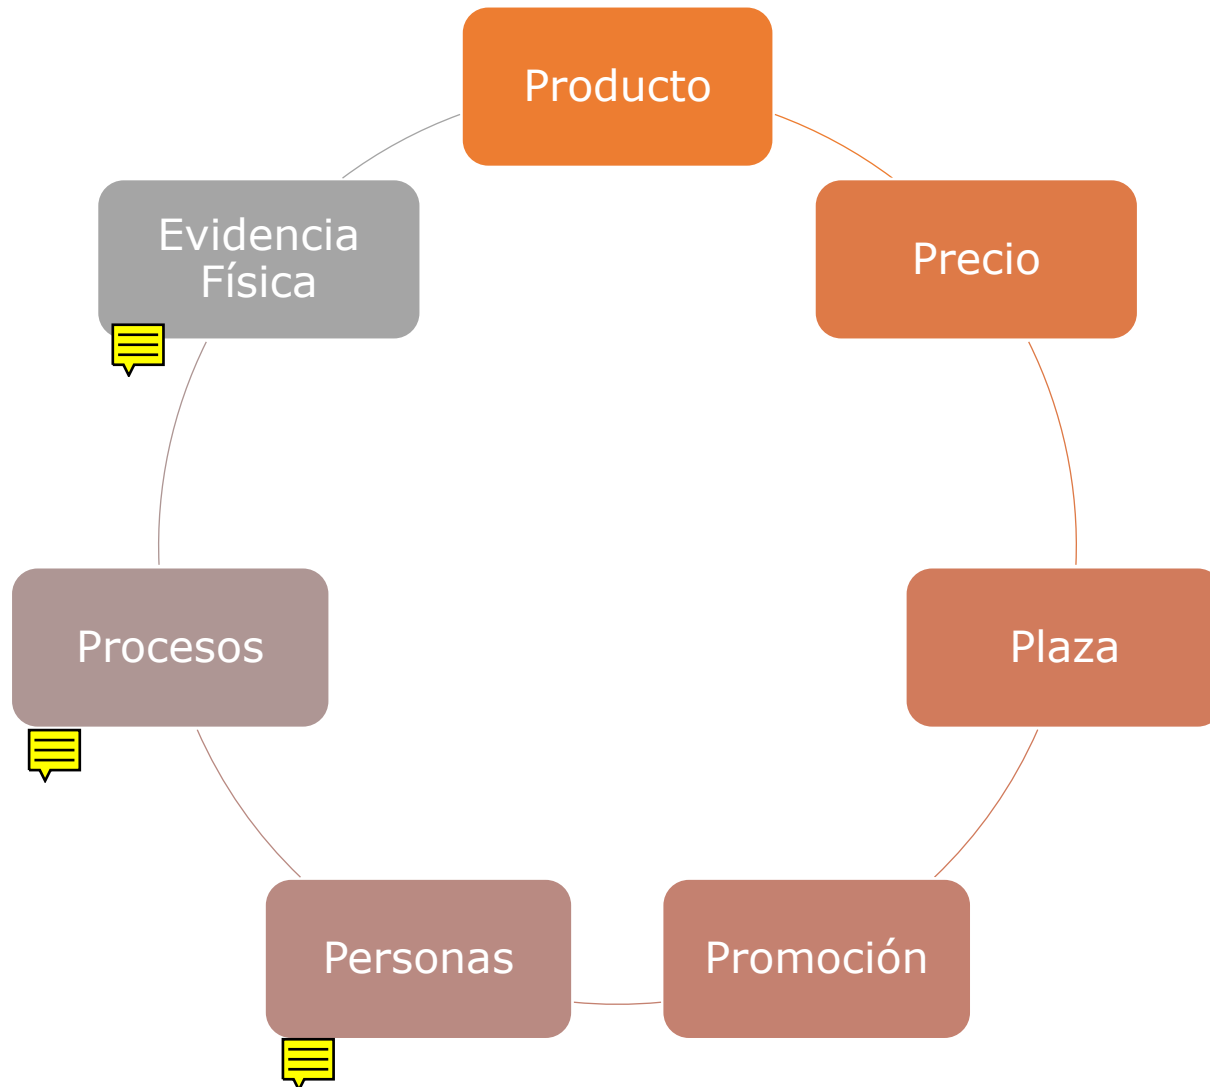 Producto
Precio
Plaza
Promoción
Personas
Procesos
Evidencia
Física